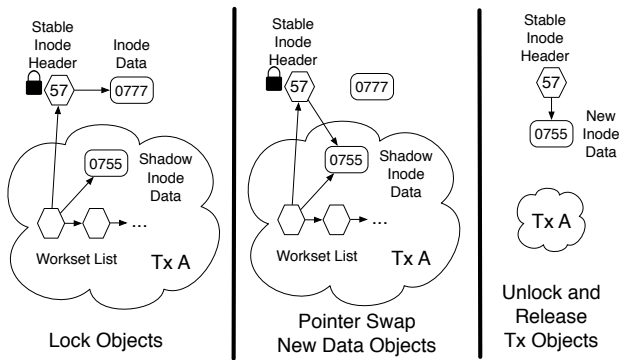 Stable
Inode
Header
Inode
Data
57
0777
0755
Shadow
Inode
Data
...
Workset List
Tx A
Lock Objects
Stable
Inode
Header
57
0777
0755
Shadow
Inode
Data
...
Workset List
Tx A
Pointer Swap
New Data Objects
Stable
Inode
Header
57
0755
New
Inode
Data
Tx A
Unlock and
Release
Tx Objects